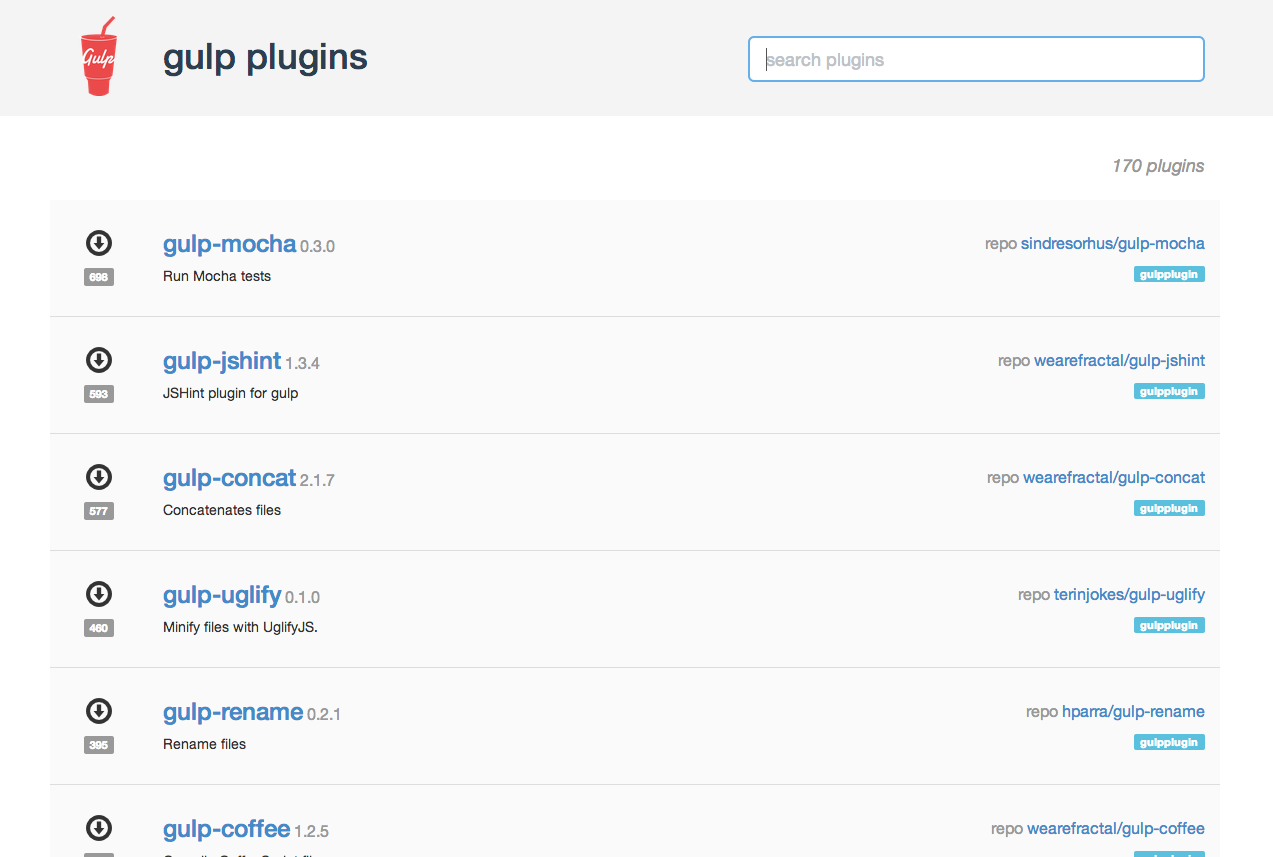 Gulp
gulp plugins
search plugins
170 plugins
gulp-mocha 0.3.0
repo sindresorhus/gulp-mocha
698
Run Mocha tests
gulpplugin
gulp-jshint 1.3.4
repo wearefractal/gulp-jshint
593
JSHint plugin for gulp
gulpplugin
gulp-concat 2.1.7
repo wearefractal/gulp-concat
577
Concatenates files
gulpplugin
gulp-uglify 0.1.0
repo terinjokes/gulp-uglify
460
Minify files with UglifyJS.
gulpplugin
gulp-rename 0.2.1
repo hparra/gulp-rename
395
Rename files
gulpplugin
gulp-coffee 1.2.5
repo wearefractal/gulp-coffee